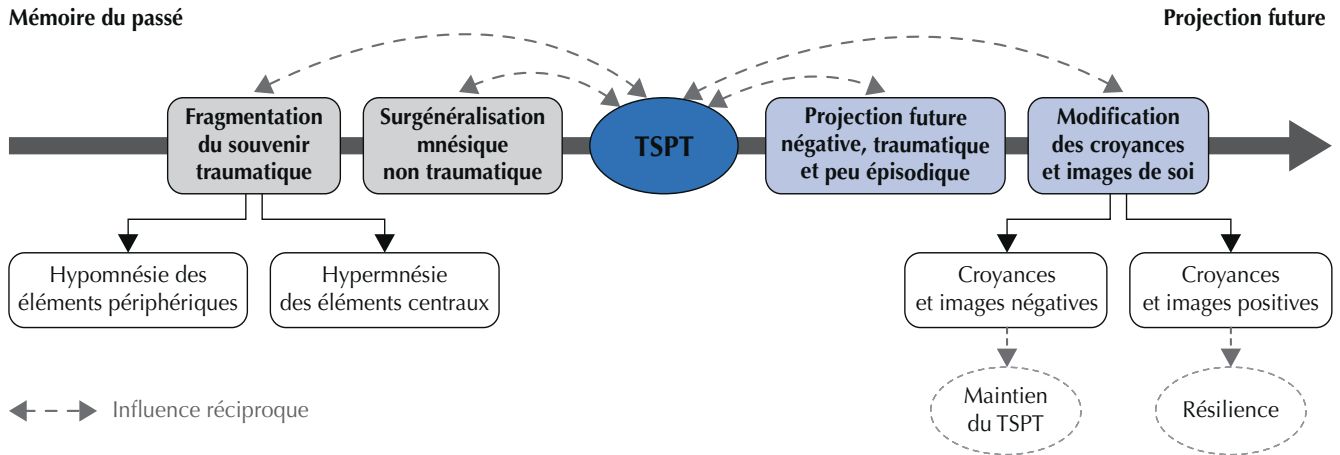 Mémoire du passé
Projection future
Fragmentation
du souvenir
traumatique
Surgénéralisation
mnésique
non traumatique
TSPT
Projection future
négative, traumatique
et peu épisodique
Modification
des croyances
et images de soi
Hypomnésie des
éléments périphériques
Hypermnésie
des éléments centraux
Croyances
et images négatives
Croyances
et images positives
Influence réciproque
Maintien
du TSPT
Résilience